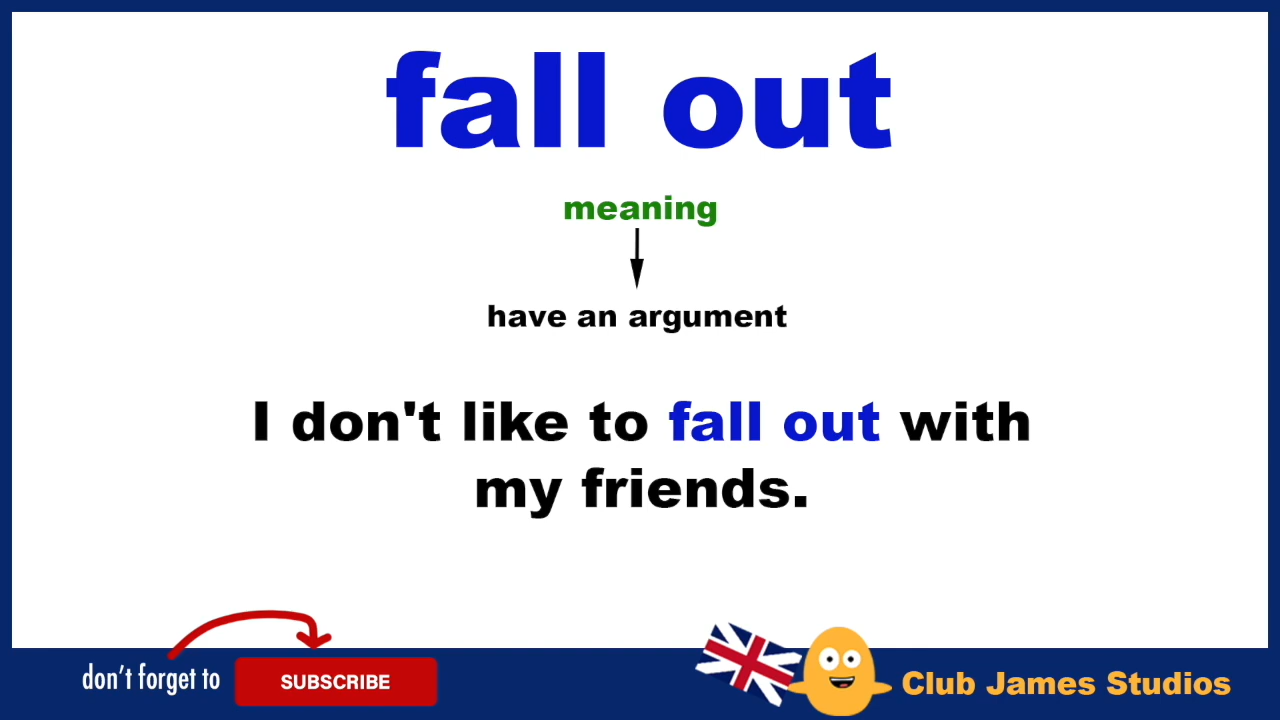 fall out
meaning
have an argument
I don't like to fall out with
my friends.
don't forget to
SUBSCRIBE
Club James Studios